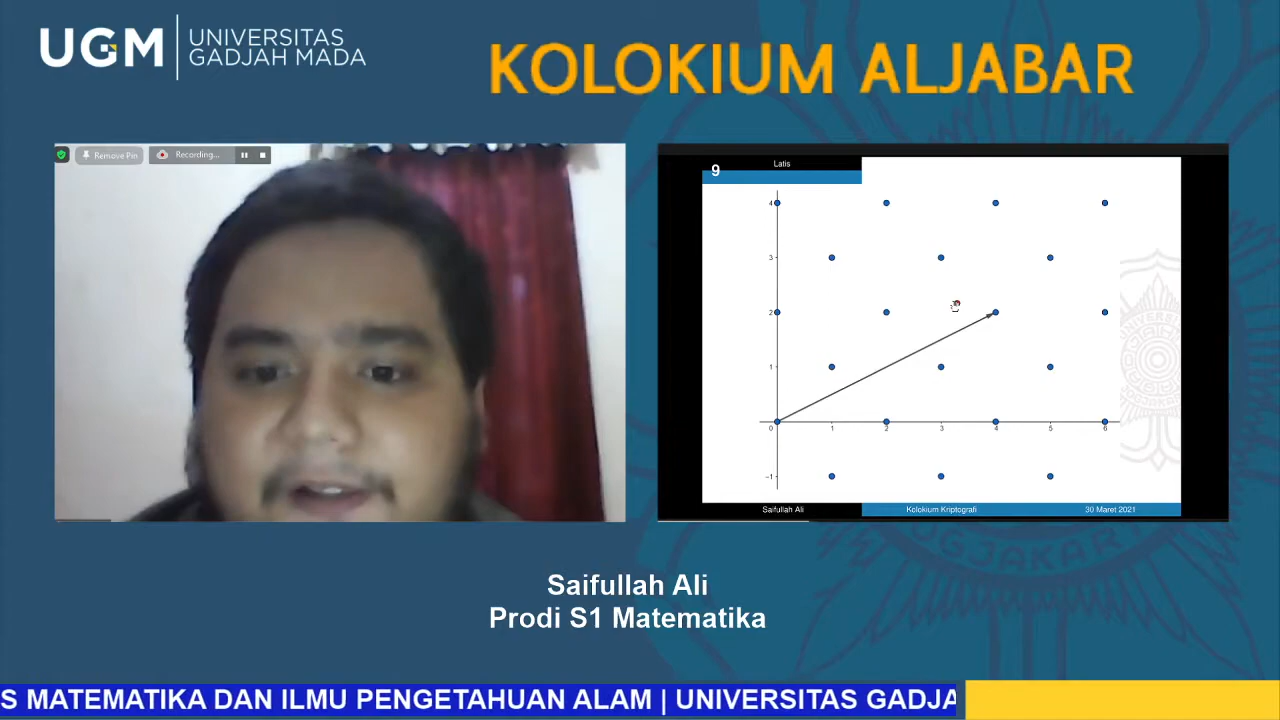 UGM
UNIVERSITAS
GADJAH MADA
KOLOKIUM ALJABAR
Remove Pin
Recording...
9
Latis
4
3
2
1
0
1
2
3
4
5
6
-1
Saifullah Ali
Kolokium Kriptografi
30 Maret 2021
Saifullah Ali
Prodi S1 Matematika
S MATEMATIKA DAN ILMU PENGETAHUAN ALAM | UNIVERSITAS GADJA